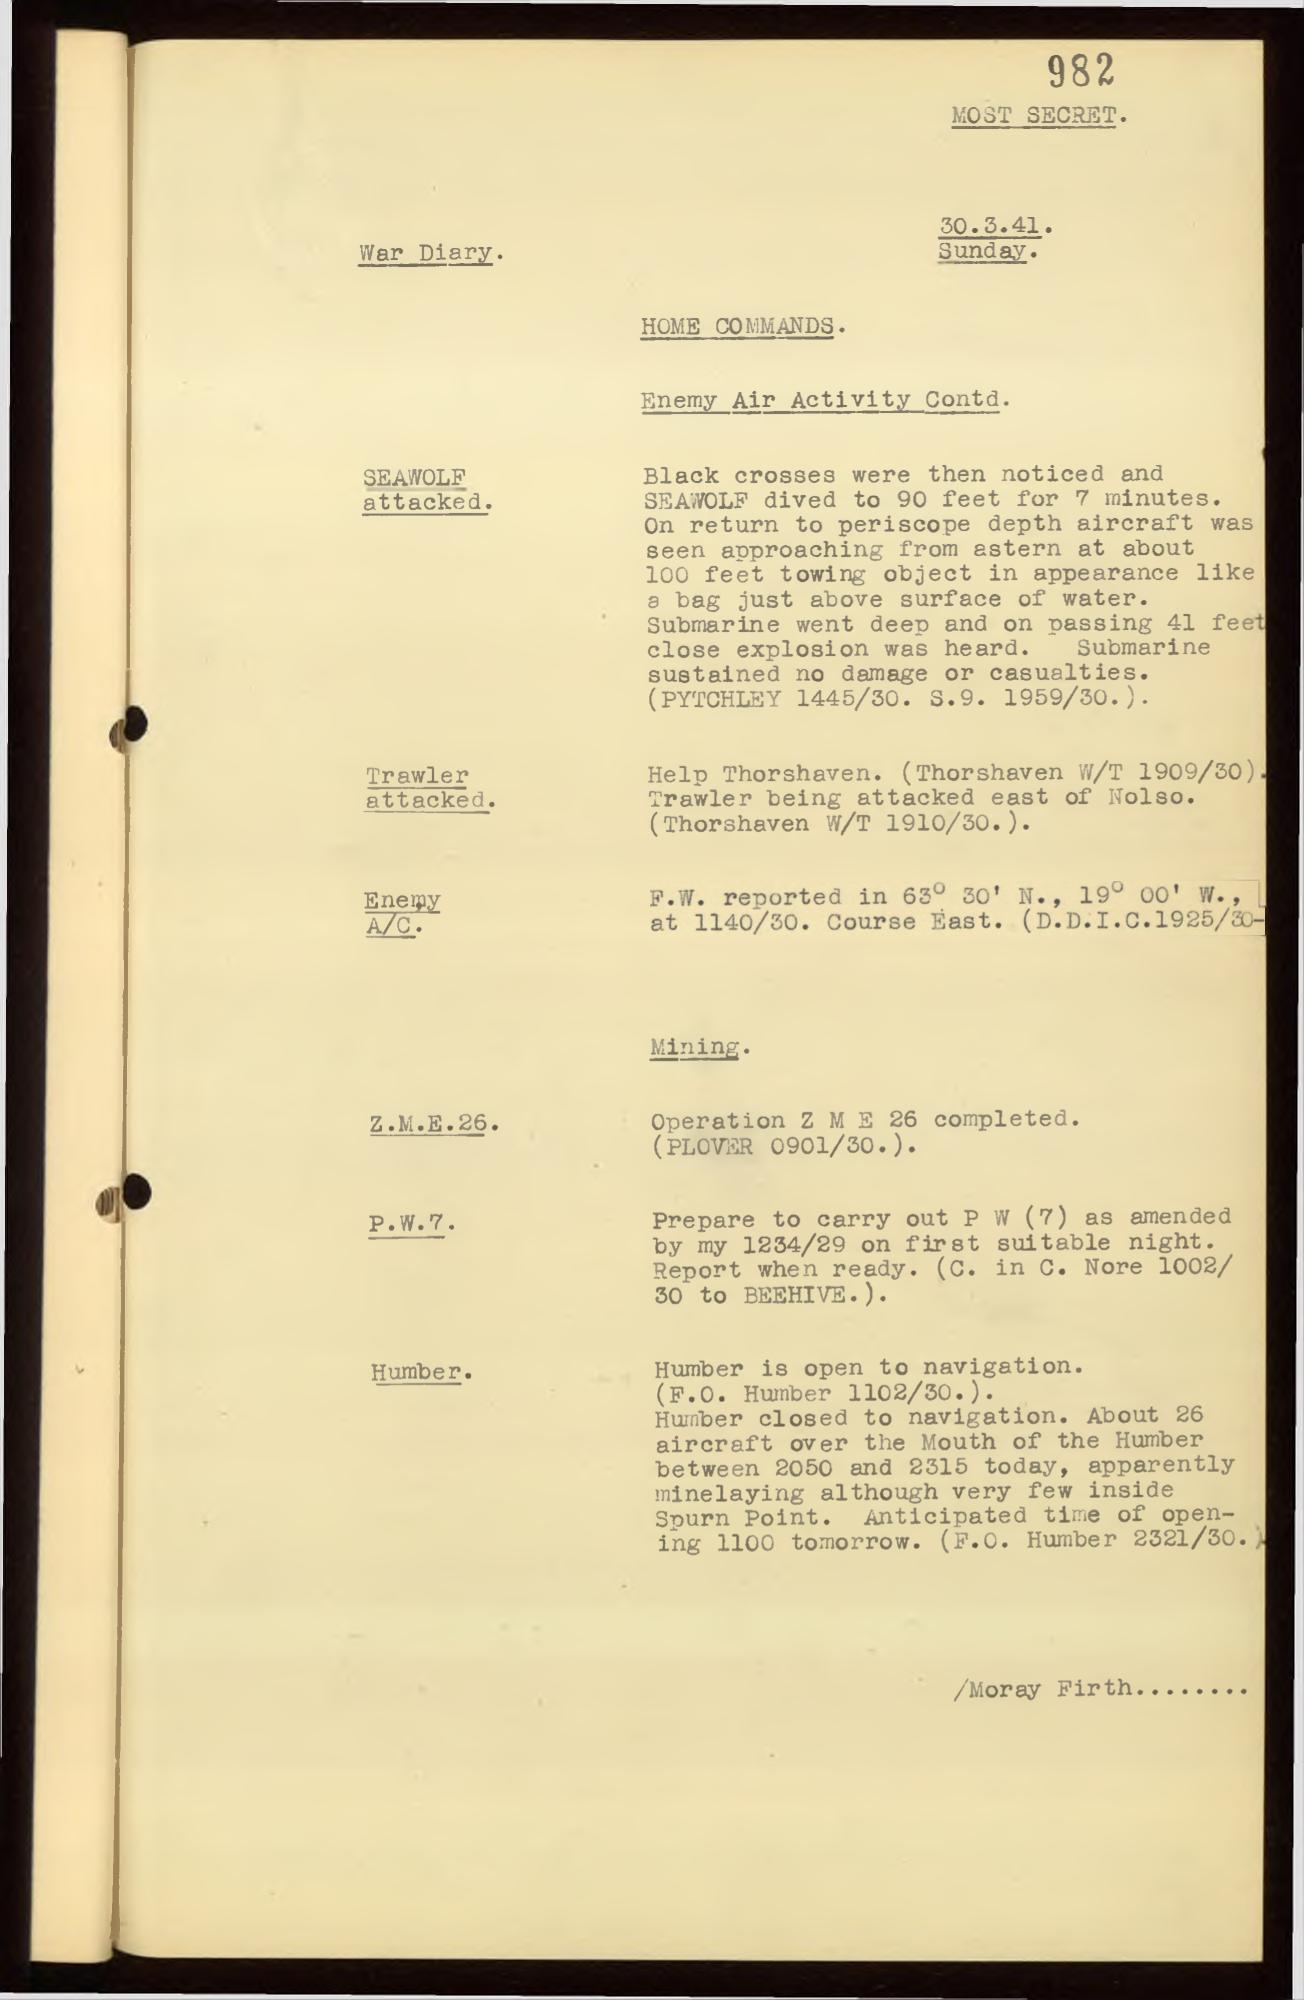 982
MOST SECRET.
30.3.41.
War Diary.
Sunday.
HOME COMMANDS.
Enemy Air Activity Contd.
SEAWOLF
attacked.
Black crosses were then noticed and
SEAWOLF dived to 90 feet for 7 minutes.
On return to periscope depth aircraft was
seen approaching from astern at about
100 feet towing object in appearance like
a bag just above surface of water.
Submarine went deep and on passing 41 feet
close explosion was heard. Submarine
sustained no damage or casualties.
(PYTCHLEY 1445/30. S.9. 1959/30.).
Trawler
attacked.
Help Thorshaven. (Thorshaven W/T 1909/30).
Trawler being attacked east of Nolso.
(Thorshaven W/T 1910/30.).
Enemy
A/C.
F.W. reported in 63° 30' N., 19° 00' W.,
at 1140/30. Course East. (D.D.I.C.1925/30-
Mining.
Z.M.E.26.
Operation Z M E 26 completed.
(PLOVER 0901/30.).
P.W.7.
Prepare to carry out P W (7) as amended
by my 1234/29 on first suitable night.
Report when ready. (C. in C. Nore 1002/
30 to BEEHIVE.).
Humber.
Humber is open to navigation.
(F.O. Humber 1102/30.).
Humber closed to navigation. About 26
aircraft over the Mouth of the Humber
between 2050 and 2315 today, apparently
minelaying although very few inside
Spurn Point. Anticipated time of open-
ing 1100 tomorrow. (F.O. Humber 2321/30.)
/Moray Firth........